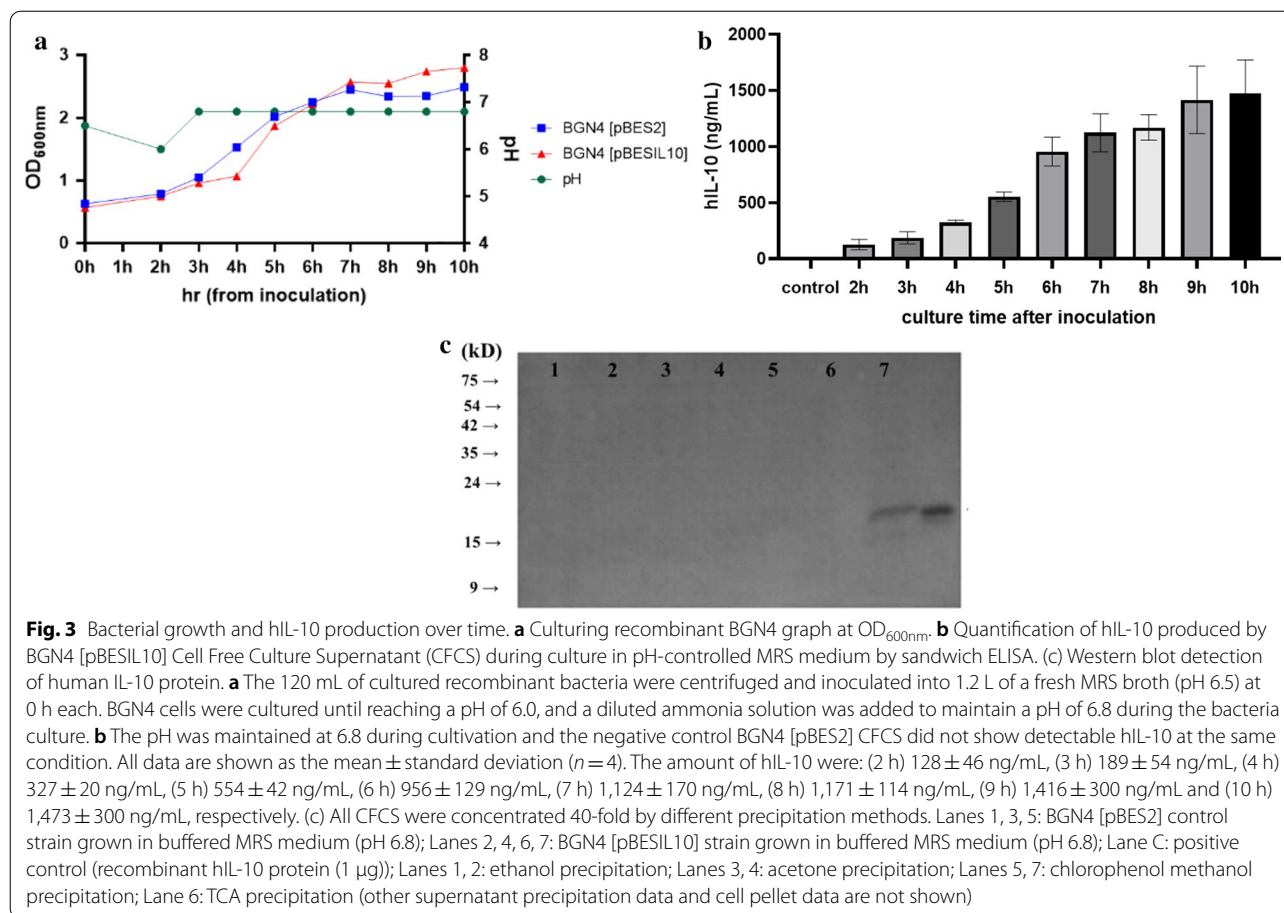 a
3
2
1
0
OD600nm
8
7
6
5
4
pH
0h 1h 2h 3h 4h 5h 6h 7h 8h 9h 10h
hr (from inoculation)
BGN4 [pBES2]
BGN4 [pBESIL10]
pH
b
2000
1500
1000
500
0
hIL-10 (ng/mL)
control 2h 3h 4h 5h 6h 7h 8h 9h 10h
culture time after inoculation
c (kD)
1 2 3 4 5 6 7
75 →
54 →
42 →
35 →
24 →
15 →
9 →
Fig. 3 Bacterial growth and hIL-10 production over time. a Culturing recombinant BGN4 graph at OD600nm. b Quantification of hIL-10 produced by
BGN4 [pBESIL10] Cell Free Culture Supernatant (CFCS) during culture in pH-controlled MRS medium by sandwich ELISA. (c) Western blot detection
of human IL-10 protein. a The 120 mL of cultured recombinant bacteria were centrifuged and inoculated into 1.2 L of a fresh MRS broth (pH 6.5) at
0 h each. BGN4 cells were cultured until reaching a pH of 6.0, and a diluted ammonia solution was added to maintain a pH of 6.8 during the bacteria
culture. b The pH was maintained at 6.8 during cultivation and the negative control BGN4 [pBES2] CFCS did not show detectable hIL-10 at the same
condition. All data are shown as the mean ± standard deviation (n = 4). The amount of hIL-10 were: (2 h) 128 ± 46 ng/mL, (3 h) 189 ± 54 ng/mL, (4 h)
327 ± 20 ng/mL, (5 h) 554 ± 42 ng/mL, (6 h) 956 ± 129 ng/mL, (7 h) 1,124 ± 170 ng/mL, (8 h) 1,171 ± 114 ng/mL, (9 h) 1,416 ± 300 ng/mL and (10 h)
1,473 ± 300 ng/mL, respectively. (c) All CFCS were concentrated 40-fold by different precipitation methods. Lanes 1, 3, 5: BGN4 [pBES2] control
strain grown in buffered MRS medium (pH 6.8); Lanes 2, 4, 6, 7: BGN4 [pBESIL10] strain grown in buffered MRS medium (pH 6.8); Lane C: positive
control (recombinant hIL-10 protein (1 μg)); Lanes 1, 2: ethanol precipitation; Lanes 3, 4: acetone precipitation; Lanes 5, 7: chlorophenol methanol
precipitation; Lane 6: TCA precipitation (other supernatant precipitation data and cell pellet data are not shown)